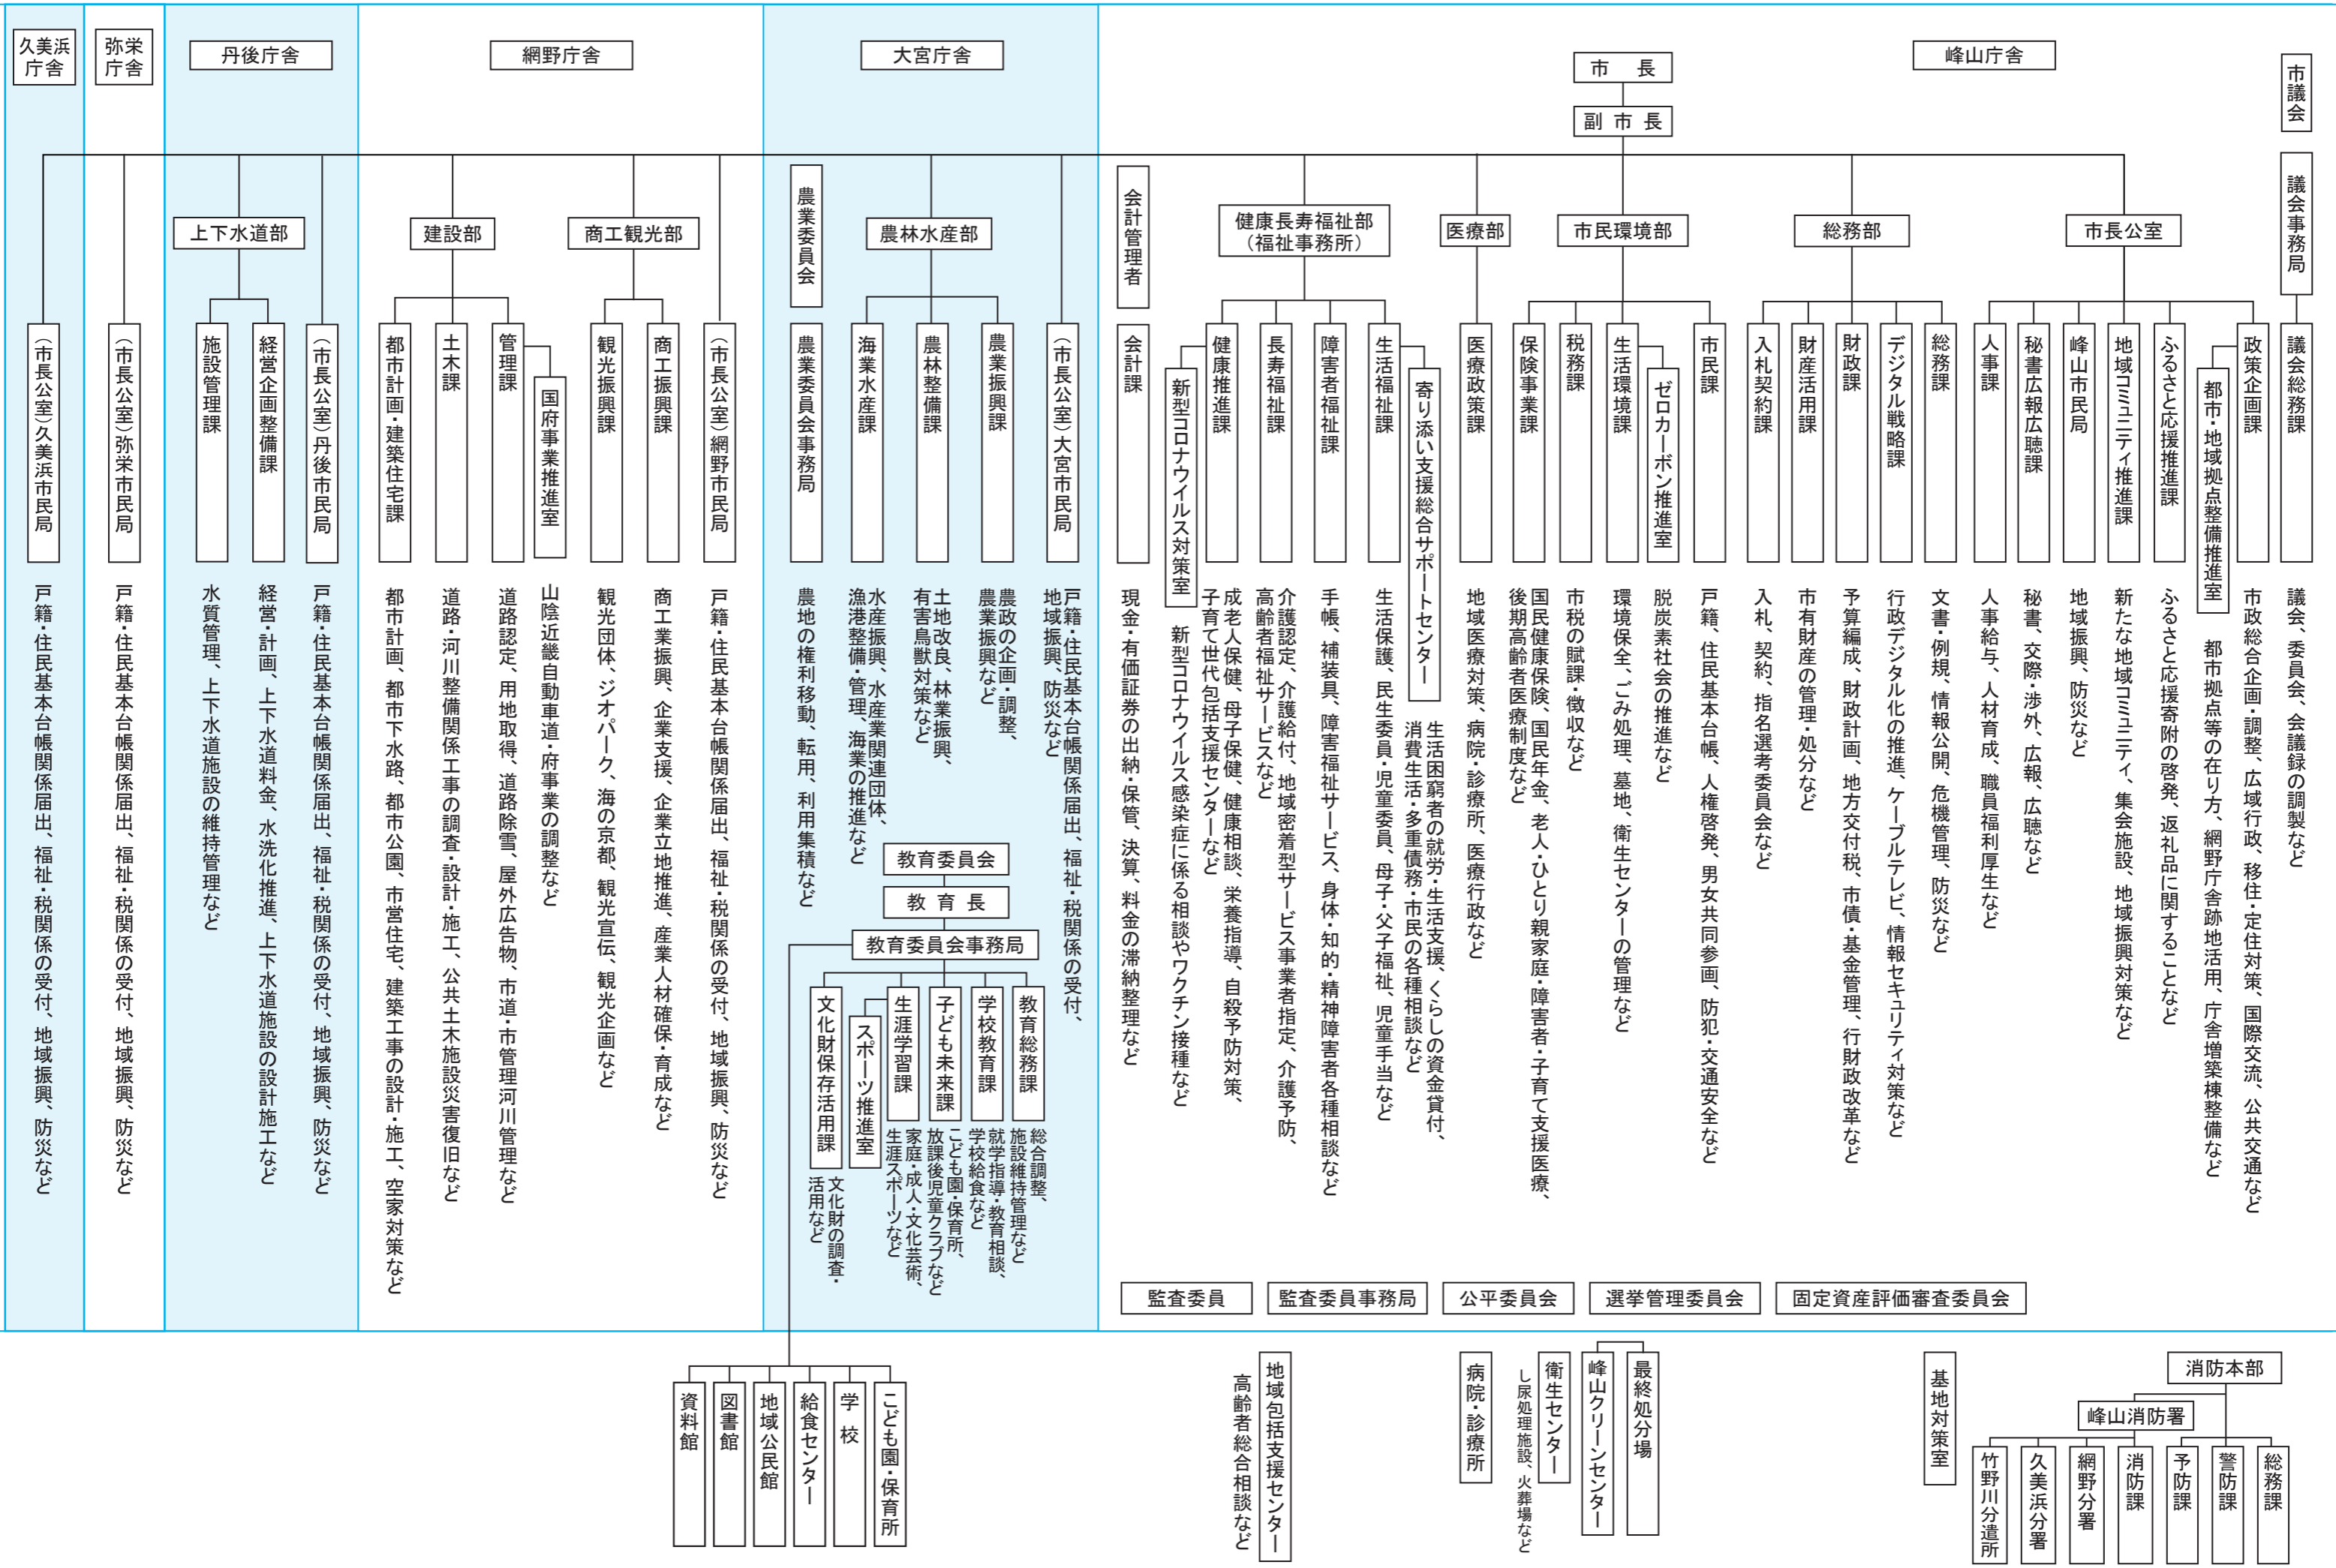 久美浜
庁舎
弥栄
庁舎
丹後庁舎
網野庁舎
大宮庁舎
峰山庁舎
市長
副市長
市議会
議会事務局
市長公室
総務部
市民環境部
医療部
健康長寿福祉部
（福祉事務所）
会計管理者
農林水産部
農業委員会
商工観光部
建設部
上下水道部
議会総務課
議会、委員会、会議録の調製など
政策企画課
市政総合企画・調整、広域行政、移住・定住対策、国際交流、公共交通など
都市・地域拠点整備推進室
都市拠点等の在り方、網野庁舎跡地活用、庁舎増築棟整備など
ふるさと応援推進課
ふるさと応援寄附の啓発、返礼品に関することなど
地域コミュニティ推進課
新たな地域コミュニティ、集会施設、地域振興対策など
峰山市民局
地域振興、防災など
秘書広報広聴課
秘書、交際・渉外、広報、広聴など
人事課
人事給与、人材育成、職員福利厚生など
総務課
文書・例規、情報公開、危機管理、防災など
デジタル戦略課
行政デジタル化の推進、ケーブルテレビ、情報セキュリティ対策など
財政課
予算編成、財政計画、地方交付税、市債・基金管理、行財政改革など
財産活用課
市有財産の管理・処分など
入札契約課
入札、契約、指名選考委員会など
市民課
戸籍、住民基本台帳、人権啓発、男女共同参画、防犯・交通安全など
ゼロカーボン推進室
脱炭素社会の推進など
生活環境課
環境保全、ごみ処理、墓地、衛生センターの管理など
税務課
市税の賦課・徴収など
保険事業課
国民健康保険、国民年金、老人・ひとり親家庭・障害者・子育て支援医療、
後期高齢者医療制度など
医療政策課
地域医療対策、病院・診療所、医療行政など
寄り添い支援総合サポートセンター
生活困窮者の就労・生活支援、くらしの資金貸付、
消費生活・多重債務・市民の各種相談など
生活福祉課
生活保護、民生委員・児童委員、母子・父子福祉、児童手当など
障害者福祉課
手帳、補装具、障害福祉サービス、身体・知的・精神障害者各種相談など
長寿福祉課
介護認定、介護給付、地域密着型サービス事業者指定、介護予防、
高齢者福祉サービスなど
健康推進課
成老人保健、母子保健、健康相談、栄養指導、自殺予防対策、
子育て世代包括支援センターなど
新型コロナウイルス対策室
新型コロナウイルス感染症に係る相談やワクチン接種など
会計課
現金・有価証券の出納・保管、決算、料金の滞納整理など
（市長公室）大宮市民局
戸籍・住民基本台帳関係届出、福祉・税関係の受付、
地域振興、防災など
農業振興課
農政の企画・調整、
農業振興など
農林整備課
土地改良、林業振興、
有害鳥獣対策など
海業水産課
水産振興、水産業関連団体、
漁港整備・管理、海業の推進など
農業委員会事務局
農地の権利移動、転用、利用集積など
教育委員会
教育長
教育委員会事務局
教育総務課
総合調整、
施設維持管理など
学校教育課
就学指導・教育相談、
学校給食など
子ども未来課
こども園・保育所、
放課後児童クラブなど
生涯学習課
家庭・成人・文化芸術、
生涯スポーツなど
スポーツ推進室
文化財保存活用課
文化財の調査・
活用など
（市長公室）網野市民局
戸籍・住民基本台帳関係届出、福祉・税関係の受付、地域振興、防災など
商工振興課
商工業振興、企業支援、企業立地推進、産業人材確保・育成など
観光振興課
観光団体、ジオパーク、海の京都、観光宣伝、観光企画など
国府事業推進室
山陰近畿自動車道・府事業の調整など
管理課
道路認定、用地取得、道路除雪、屋外広告物、市道・市管理河川管理など
土木課
道路・河川整備関係工事の調査・設計・施工、公共土木施設災害復旧など
都市計画・建築住宅課
都市計画、都市下水路、都市公園、市営住宅、建築工事の設計・施工、空家対策など
（市長公室）丹後市民局
戸籍・住民基本台帳関係届出、福祉・税関係の受付、地域振興、防災など
経営企画整備課
経営・計画、上下水道料金、水洗化推進、上下水道施設の設計施工など
施設管理課
水質管理、上下水道施設の維持管理など
（市長公室）弥栄市民局
戸籍・住民基本台帳関係届出、福祉・税関係の受付、地域振興、防災など
（市長公室）久美浜市民局
戸籍・住民基本台帳関係届出、福祉・税関係の受付、地域振興、防災など
監査委員
監査委員事務局
公平委員会
選挙管理委員会
固定資産評価審査委員会
消防本部
峰山消防署
総務課
警防課
予防課
消防課
網野分署
久美浜分署
竹野川分遣所
基地対策室
最終処分場
峰山クリーンセンター
衛生センター
し尿処理施設、火葬場など
病院・診療所
地域包括支援センター
高齢者総合相談など
こども園・保育所
学校
給食センター
地域公民館
図書館
資料館